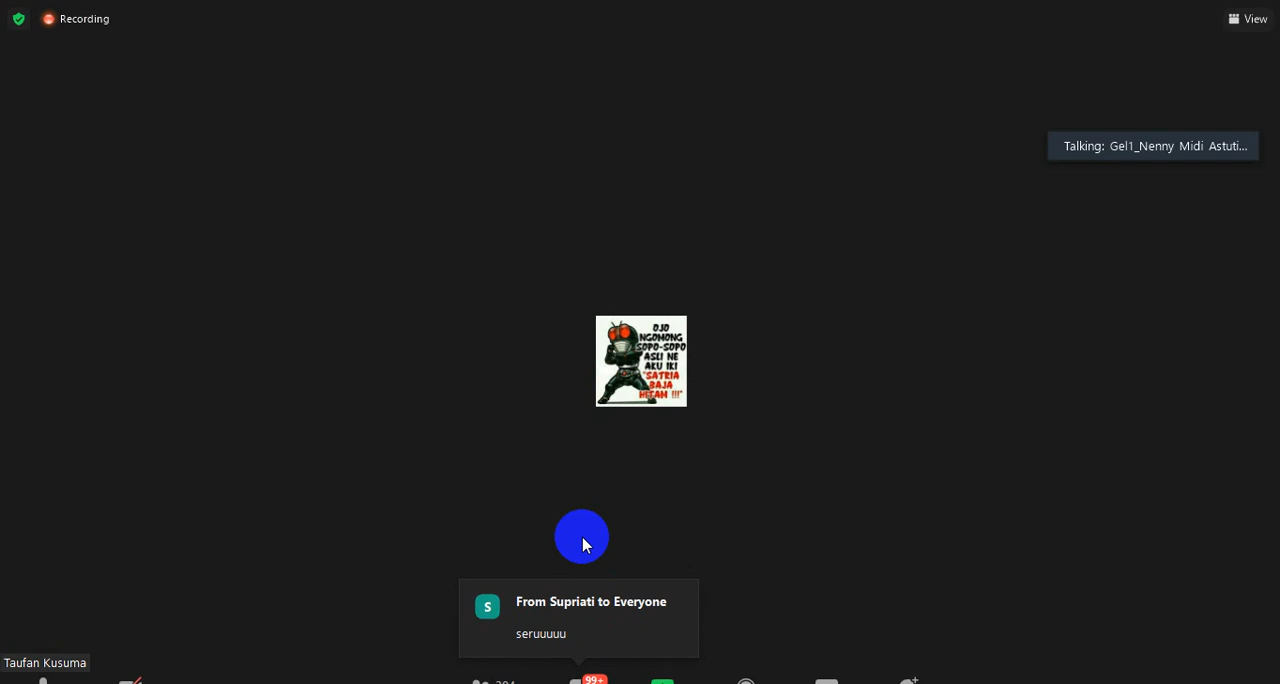 Recording
View
Talking: Gel1_Nenny Midi Astuti...
OJO
NGOMONG
SOPO-SOPO
ASLI NE
AKU IKI
"SATRIA
BAJA
HITAM !!!"
From Supriati to Everyone
S
seruuuuu
Taufan Kusuma
99+